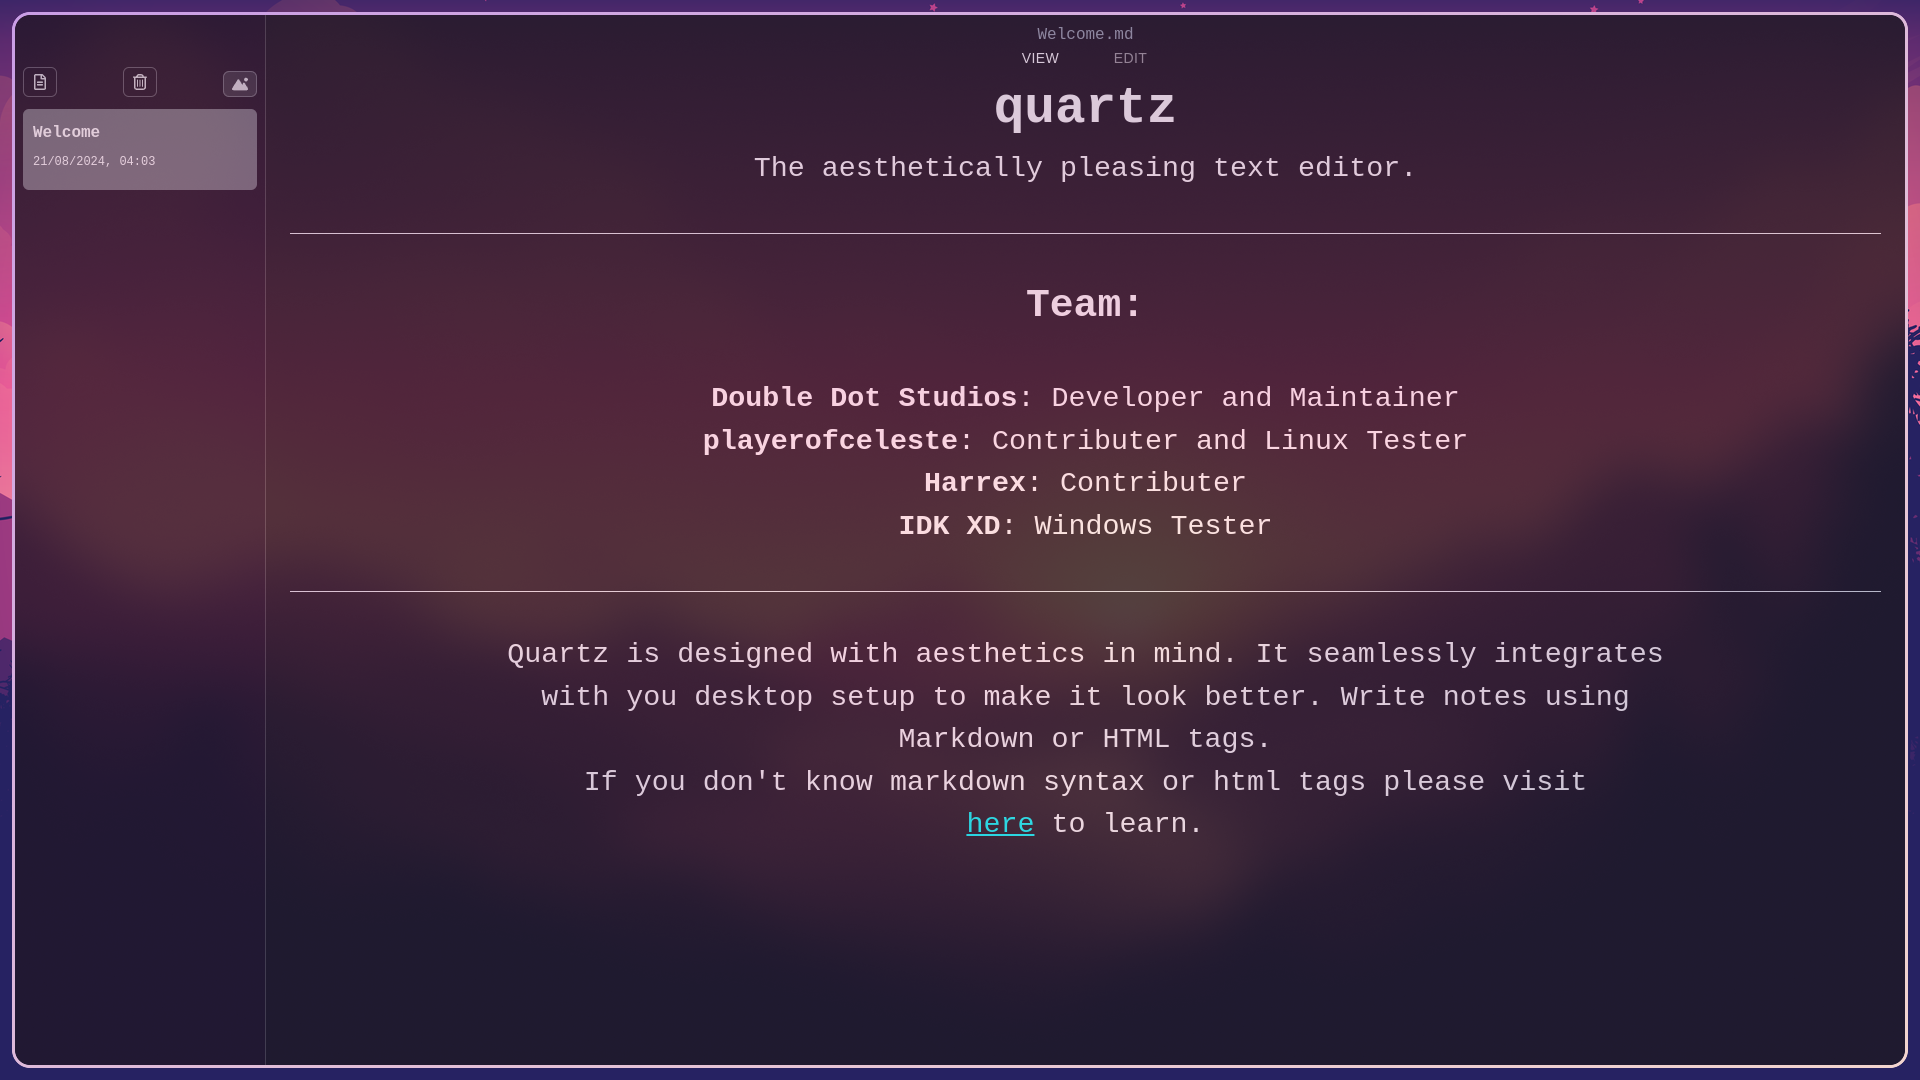 Welcome.md
VIEW EDIT
Welcome
21/08/2024, 04:03
quartz
The aesthetically pleasing text editor.
Team:
Double Dot Studios: Developer and Maintainer
playerofceleste: Contributer and Linux Tester
Harrex: Contributer
IDK XD: Windows Tester
Quartz is designed with aesthetics in mind. It seamlessly integrates
with you desktop setup to make it look better. Write notes using
Markdown or HTML tags.
If you don't know markdown syntax or html tags please visit
here to learn.